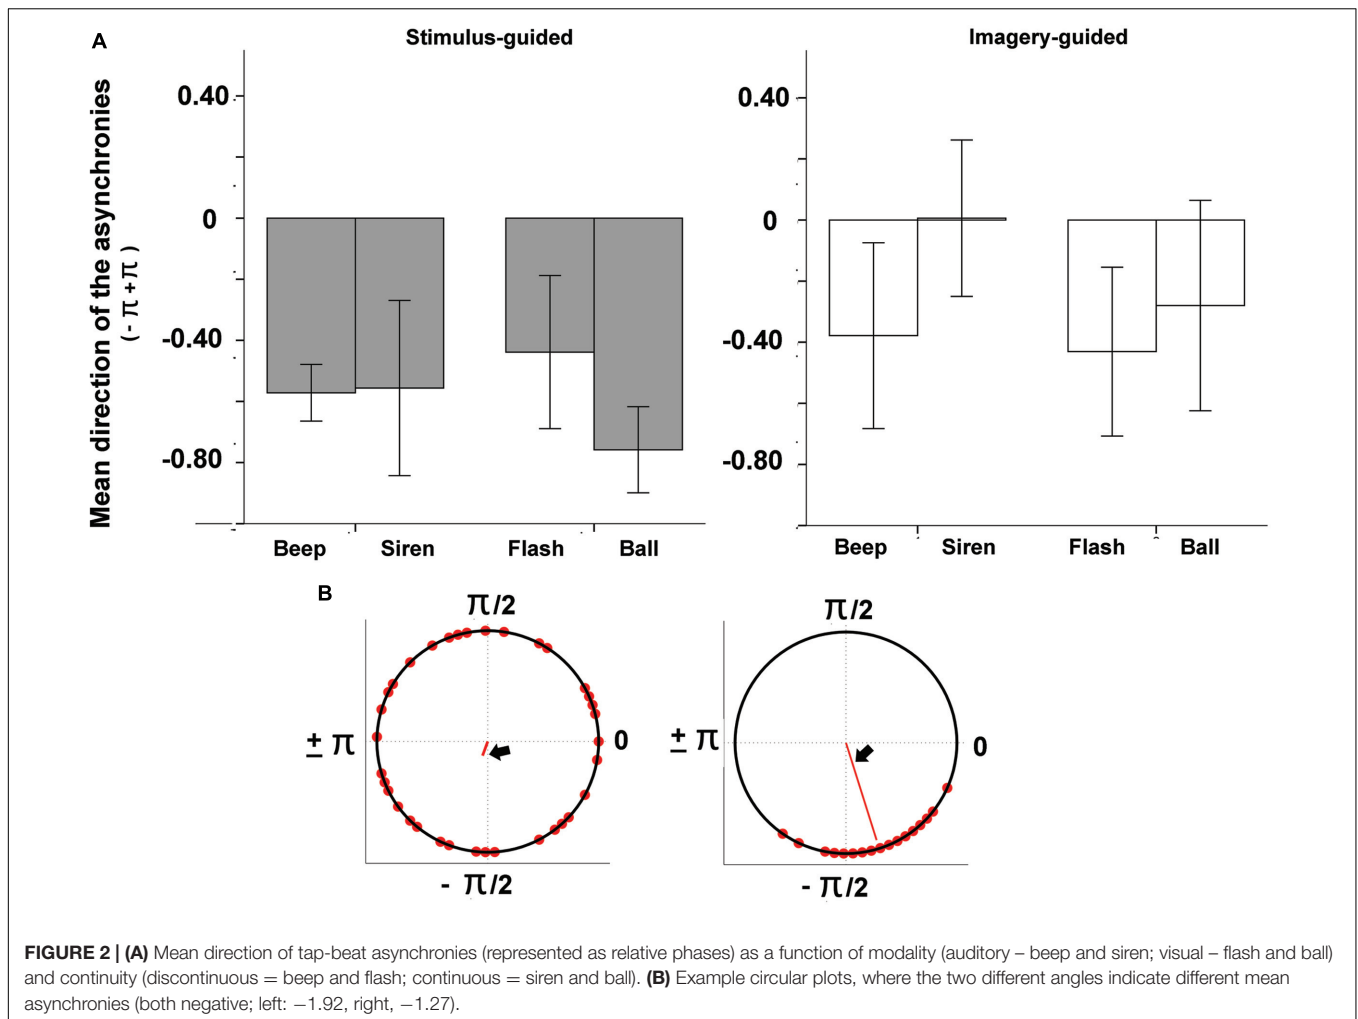 A
Stimulus-guided
Imagery-guided
Mean direction of the asynchronies
(- π +π )
0.40
0
-0.40
-0.80
Beep Siren Flash Ball
0.40
0
-0.40
-0.80
Beep Siren Flash Ball
B
π/2
± π
0
- π/2
π/2
± π
0
- π/2
FIGURE 2 | (A) Mean direction of tap-beat asynchronies (represented as relative phases) as a function of modality (auditory – beep and siren; visual – flash and ball)
and continuity (discontinuous = beep and flash; continuous = siren and ball). (B) Example circular plots, where the two different angles indicate different mean
asynchronies (both negative; left: −1.92, right, −1.27).